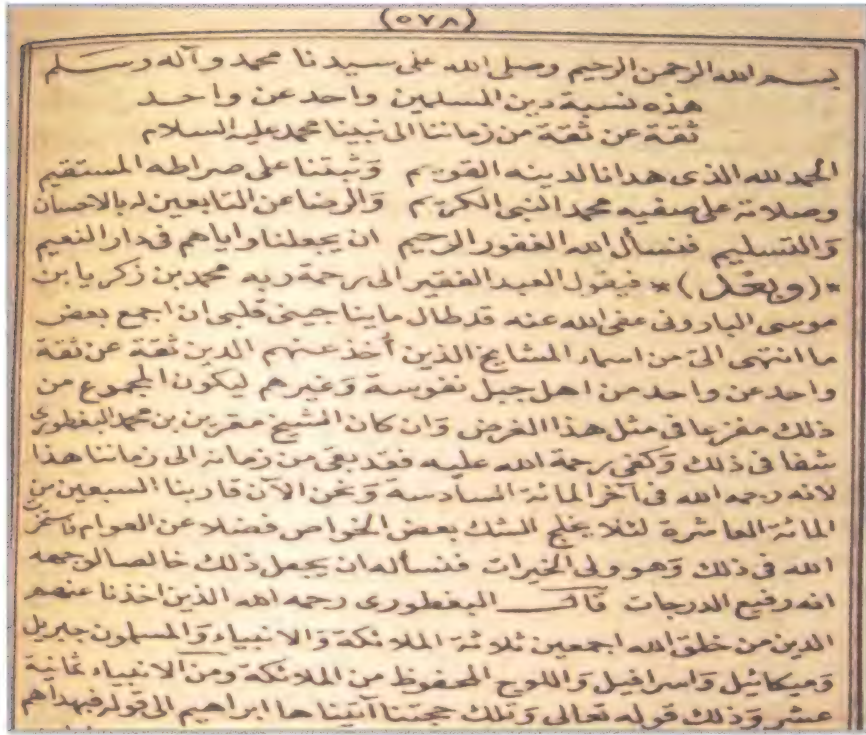 (٥٧٨)
بسم الله الرحمن الرحيم وصلى الله على سيدنا محمد وآله وسلم
هذه نسبة دين المسلمين واحد عن واحد
ثقة عن ثقة من زماننا الى نبينا محمد عليه السلام
الحمد لله الذى هدانا لدينه القويم وثبتنا على صراطه المستقيم
وصلاته على صفيه محمد النبى الكريم والرضا عن التابعين له بالاحسان
والتسليم فنسأل الله الغفور الرحيم ان يجعلنا واياهم فى دار النعيم
*(وبعد)* فيقول العبد الفقير الى رحمة ربه محمد بن زكريا بن
موسى البارونى عفى الله عنه قد طال ما يناجينى قلبى ان اجمع بعض
ما انتهى الىّ من اسماء المشايخ الذين أخذ عنهم الدين ثقة عن ثقة
واحد عن واحد من اهل جبل نفوسة وغيرهم ليكون المجموع من
ذلك مفزعا فى مثل هذا الغرض وان كان الشيخ مقرين بن محمد البغطورى
شفا فى ذلك وكفى رحمة الله عليه فقد بقى من زمانه الى زماننا هذا
لانه رحمه الله فى آخر المائة السادسة ونحن الآن قاربنا السبعين من
المائة العاشرة لئلا يخلج الشك بعض الخواص فضلا عن العوام فاستخرت
الله فى ذلك وهو ولى الخيرات فنسأله ان يجعل ذلك خالصا لوجهه
انه رفيع الدرجات قال البغطورى رحمه الله الذين اخذنا عنهم
الدين من خلق الله اجمعين ثلاثة الملائكة والانبياء والمسلمون جبريل
وميكائيل واسرافيل واللوح المحفوظ من الملائكة ومن الانبياء ثمانية
عشر وذلك قوله تعالى وتلك حجتنا آتيناها ابراهيم الى قوله فبهداهم